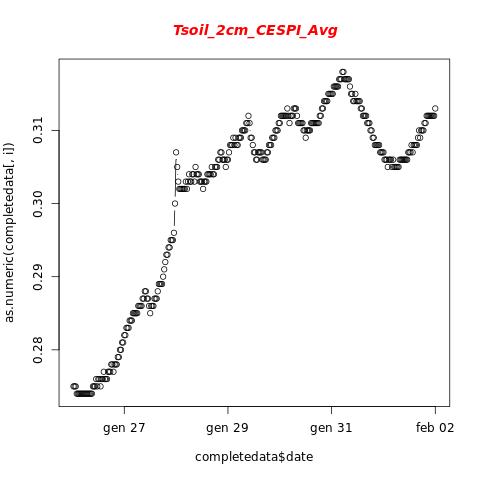 Tsoil_2cm_CESPI_Avg
as.numeric(completedata[, i])
0.31
0.30
0.29
0.28
gen 27
gen 29
gen 31
feb 02
completedata$date